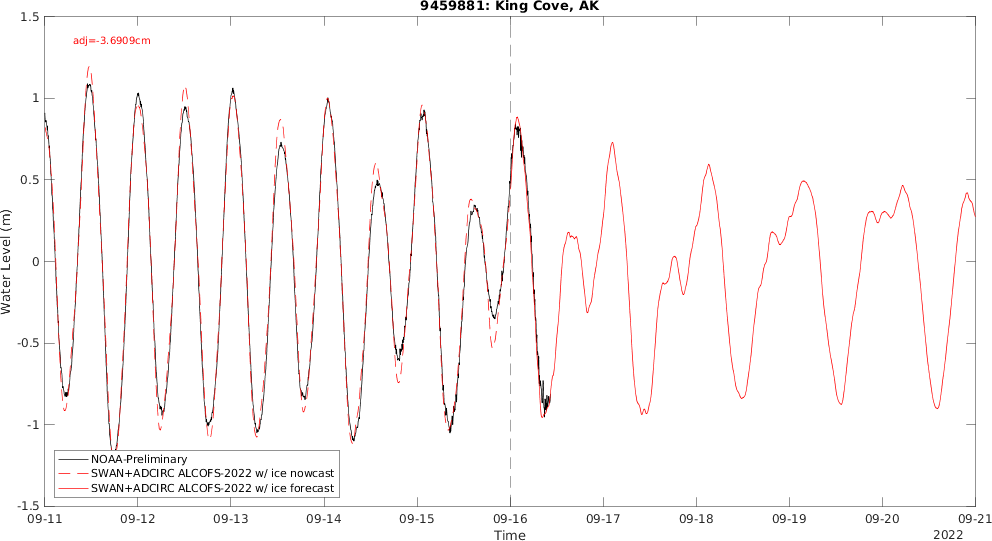 9459881: King Cove, AK
adj=-3.6909cm
Water Level (m)
1.5
1
0.5
0
-0.5
-1
-1.5
NOAA-Preliminary
SWAN+ADCIRC ALCOFS-2022 w/ ice nowcast
SWAN+ADCIRC ALCOFS-2022 w/ ice forecast
09-11 09-12 09-13 09-14 09-15 09-16 09-17 09-18 09-19 09-20 09-21
Time
2022